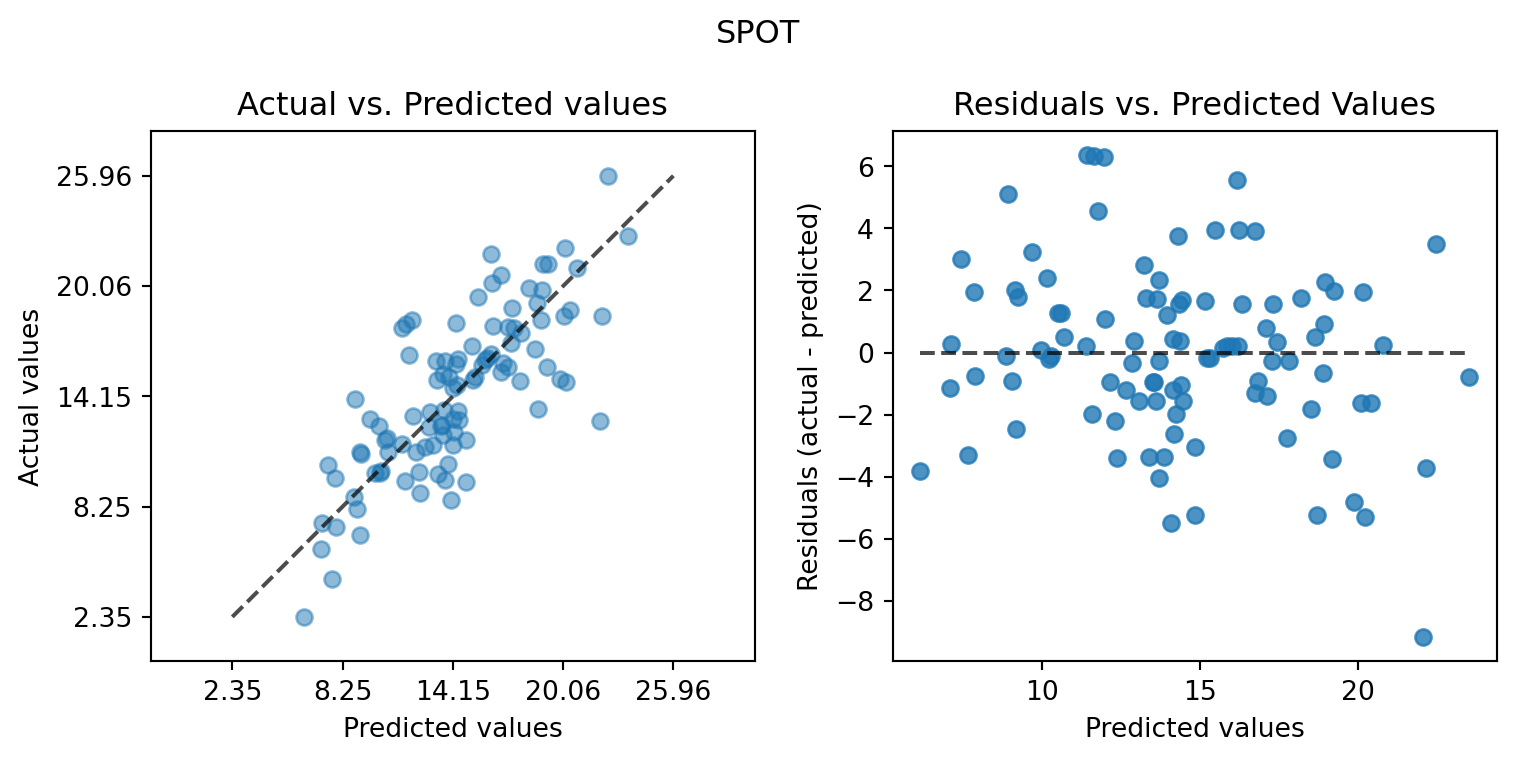 SPOT
Actual vs. Predicted values
Actual values
25.96
20.06
14.15
8.25
2.35
2.35 8.25 14.15 20.06 25.96
Predicted values
Residuals vs. Predicted Values
Residuals (actual - predicted)
6
4
2
0
−2
−4
−6
−8
10 15 20
Predicted values